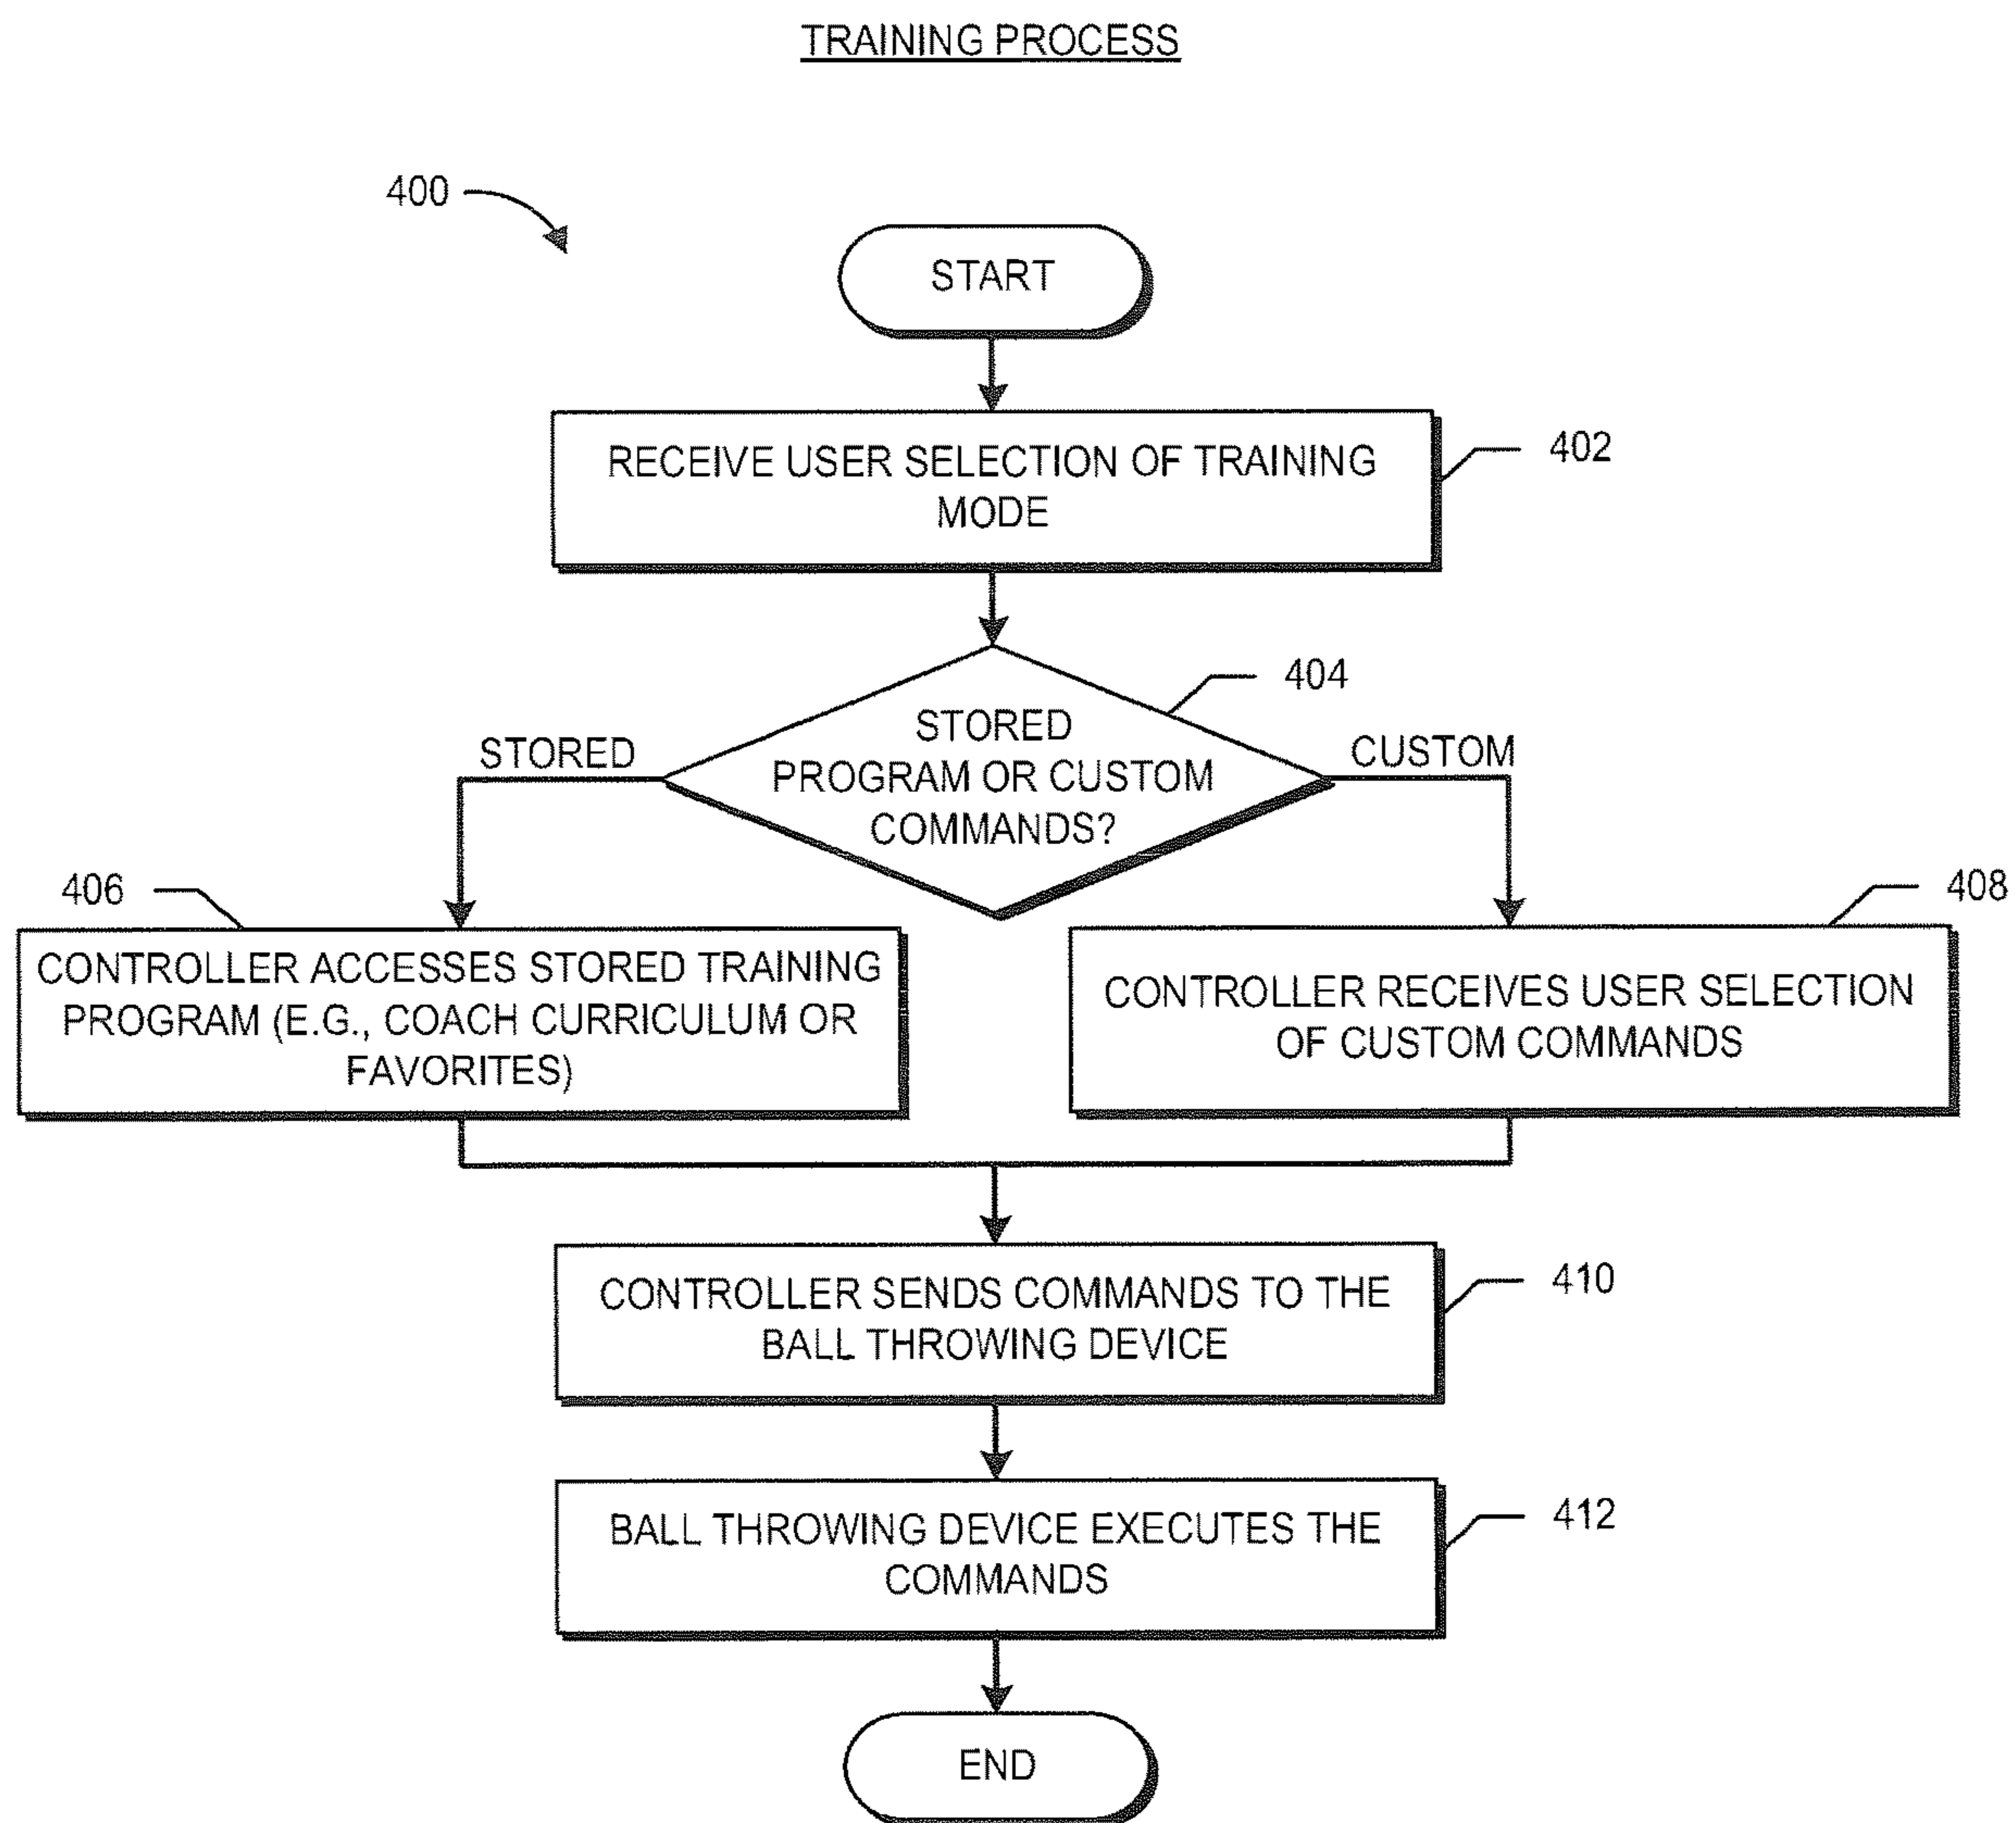 TRAINING PROCESS
400
START
RECEIVE USER SELECTION OF TRAINING
MODE
402
404
STORED
PROGRAM OR CUSTOM
COMMANDS?
STORED
CUSTOM
406
CONTROLLER ACCESSES STORED TRAINING
PROGRAM (E.G., COACH CURRICULUM OR
FAVORITES)
408
CONTROLLER RECEIVES USER SELECTION
OF CUSTOM COMMANDS
CONTROLLER SENDS COMMANDS TO THE
BALL THROWING DEVICE
410
BALL THROWING DEVICE EXECUTES THE
COMMANDS
412
END